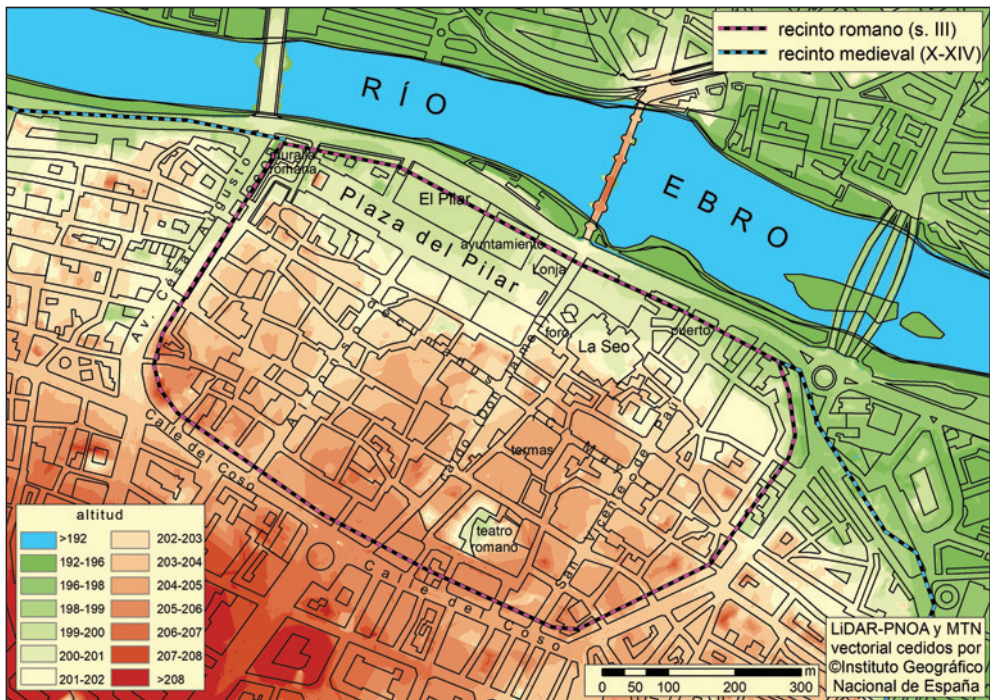 recinto romano (s. III)
recinto medieval (X-XIV)
RÍO
EBRO
muralla
romana
Av. César Augusto
El Pilar
Plaza del Pilar
ayuntamiento
Lonja
foro
La Seo
puerto
decumanus
Jaime
C. Mayor
San Vicente de Paúl
termas
teatro
romano
Calle del Coso
Calle del Coso
altitud
>192
192-196
196-198
198-199
199-200
200-201
201-202
202-203
203-204
204-205
205-206
206-207
207-208
>208
0 50 100 200 300 m
LiDAR-PNOA y MTN
vectorial cedidos por
©Instituto Geográfico
Nacional de España